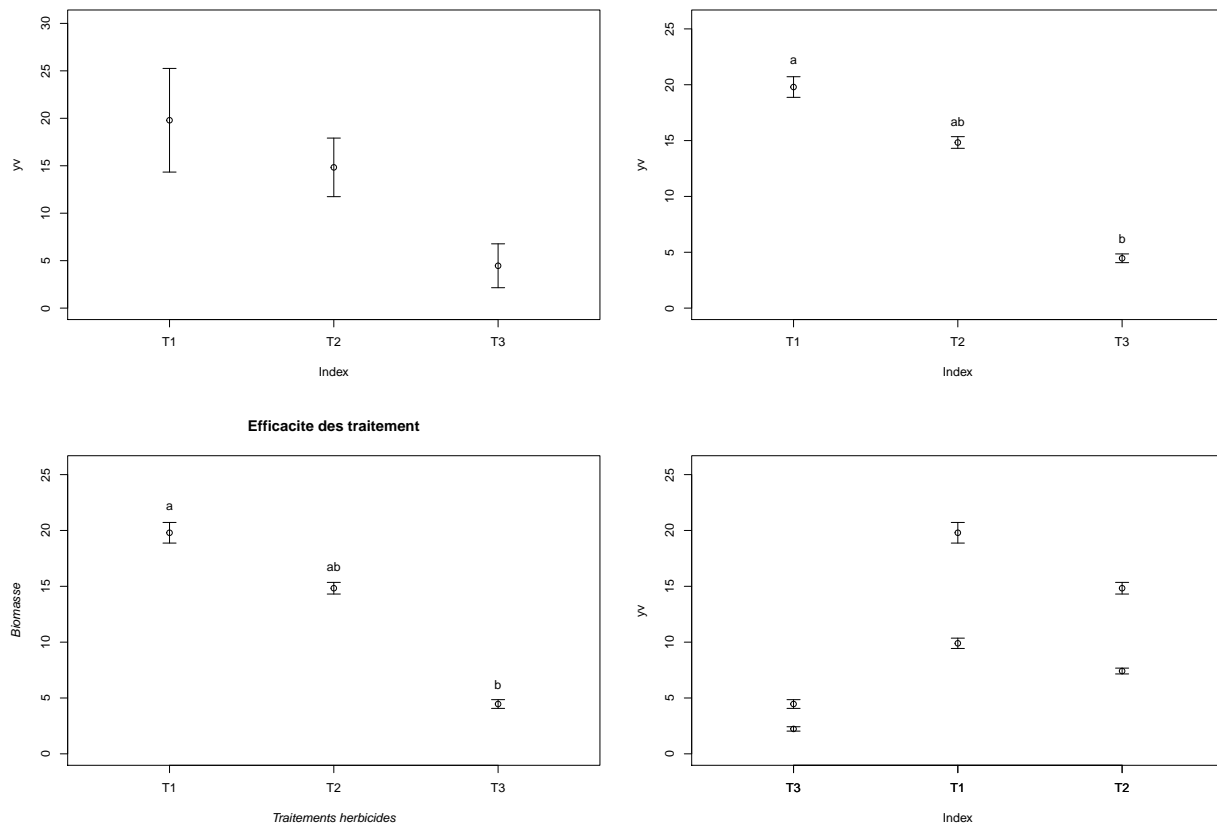 30
25
20
15
10
5
0
yv
T1 T2 T3
Index
25
20
15
10
5
0
yv
a
ab
b
T1 T2 T3
Index
Efficacite des traitement
25
20
15
10
5
0
Biomasse
a
ab
b
T1 T2 T3
Traitements herbicides
25
20
15
10
5
0
yv
T3 T1 T2
Index